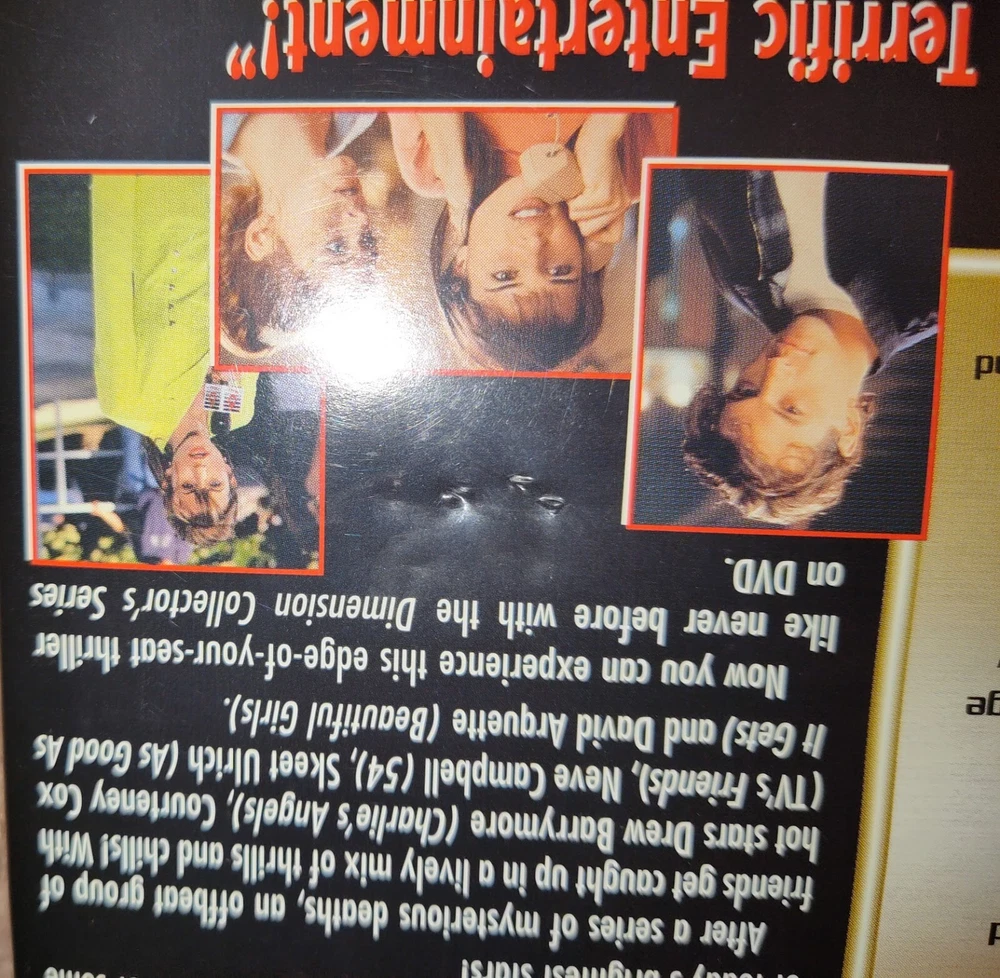 brightest stars!
After a series of mysterious deaths, an offbeat group of
friends get caught up in a lively mix of thrills and chills! With
hot stars Drew Barrymore (Charlie's Angels), Courteney Cox
(TV's Friends), Neve Campbell (54), Skeet Ulrich (As Good As
It Gets) and David Arquette (Beautiful Girls).
Now you can experience this edge-of-your-seat thriller
like never before with the Dimension Collector's Series
on DVD.
Terrific Entertainment!"